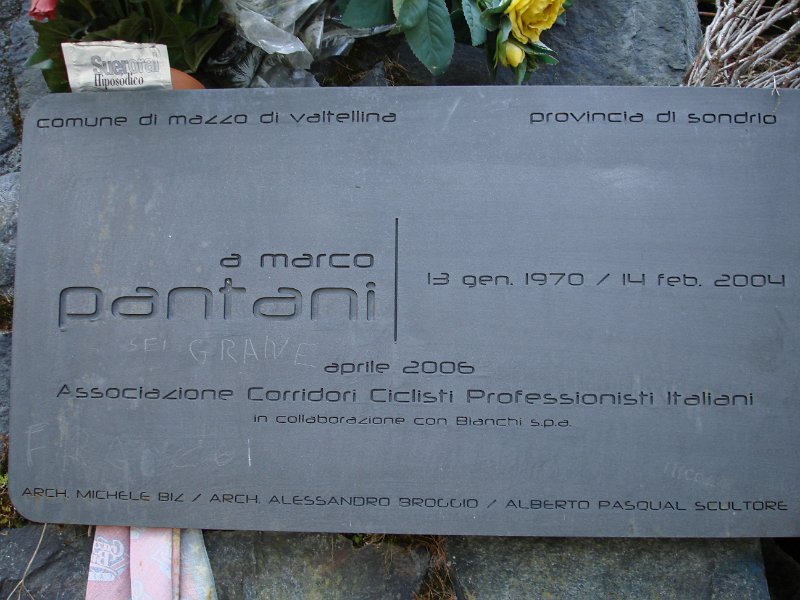 Iliposodico
comune di mazzo di valtellina
provincia di sondrio
a marco
pantani
13 gen. 1970 / 14 feb. 2004
SEI GRANDE
aprile 2006
Associazione Corridori Ciclisti Professionisti Italiani
in collaborazione con Bianchi s.p.a.
ARCH. MICHELE BIZ / ARCH. ALESSANDRO BROGGIO / ALBERTO PASQUAL SCULTORE